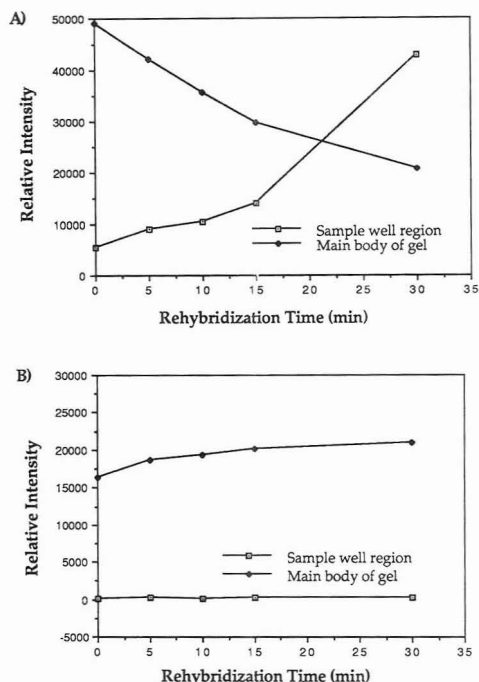 A)
50000
40000
30000
20000
10000
0
Relative Intensity
Sample well region
Main body of gel
0 5 10 15 20 25 30 35
Rehybridization Time (min)
B)
30000
25000
20000
15000
10000
5000
0
-5000
Relative Intensity
Sample well region
Main body of gel
0 5 10 15 20 25 30 35
Rehybridization Time (min)